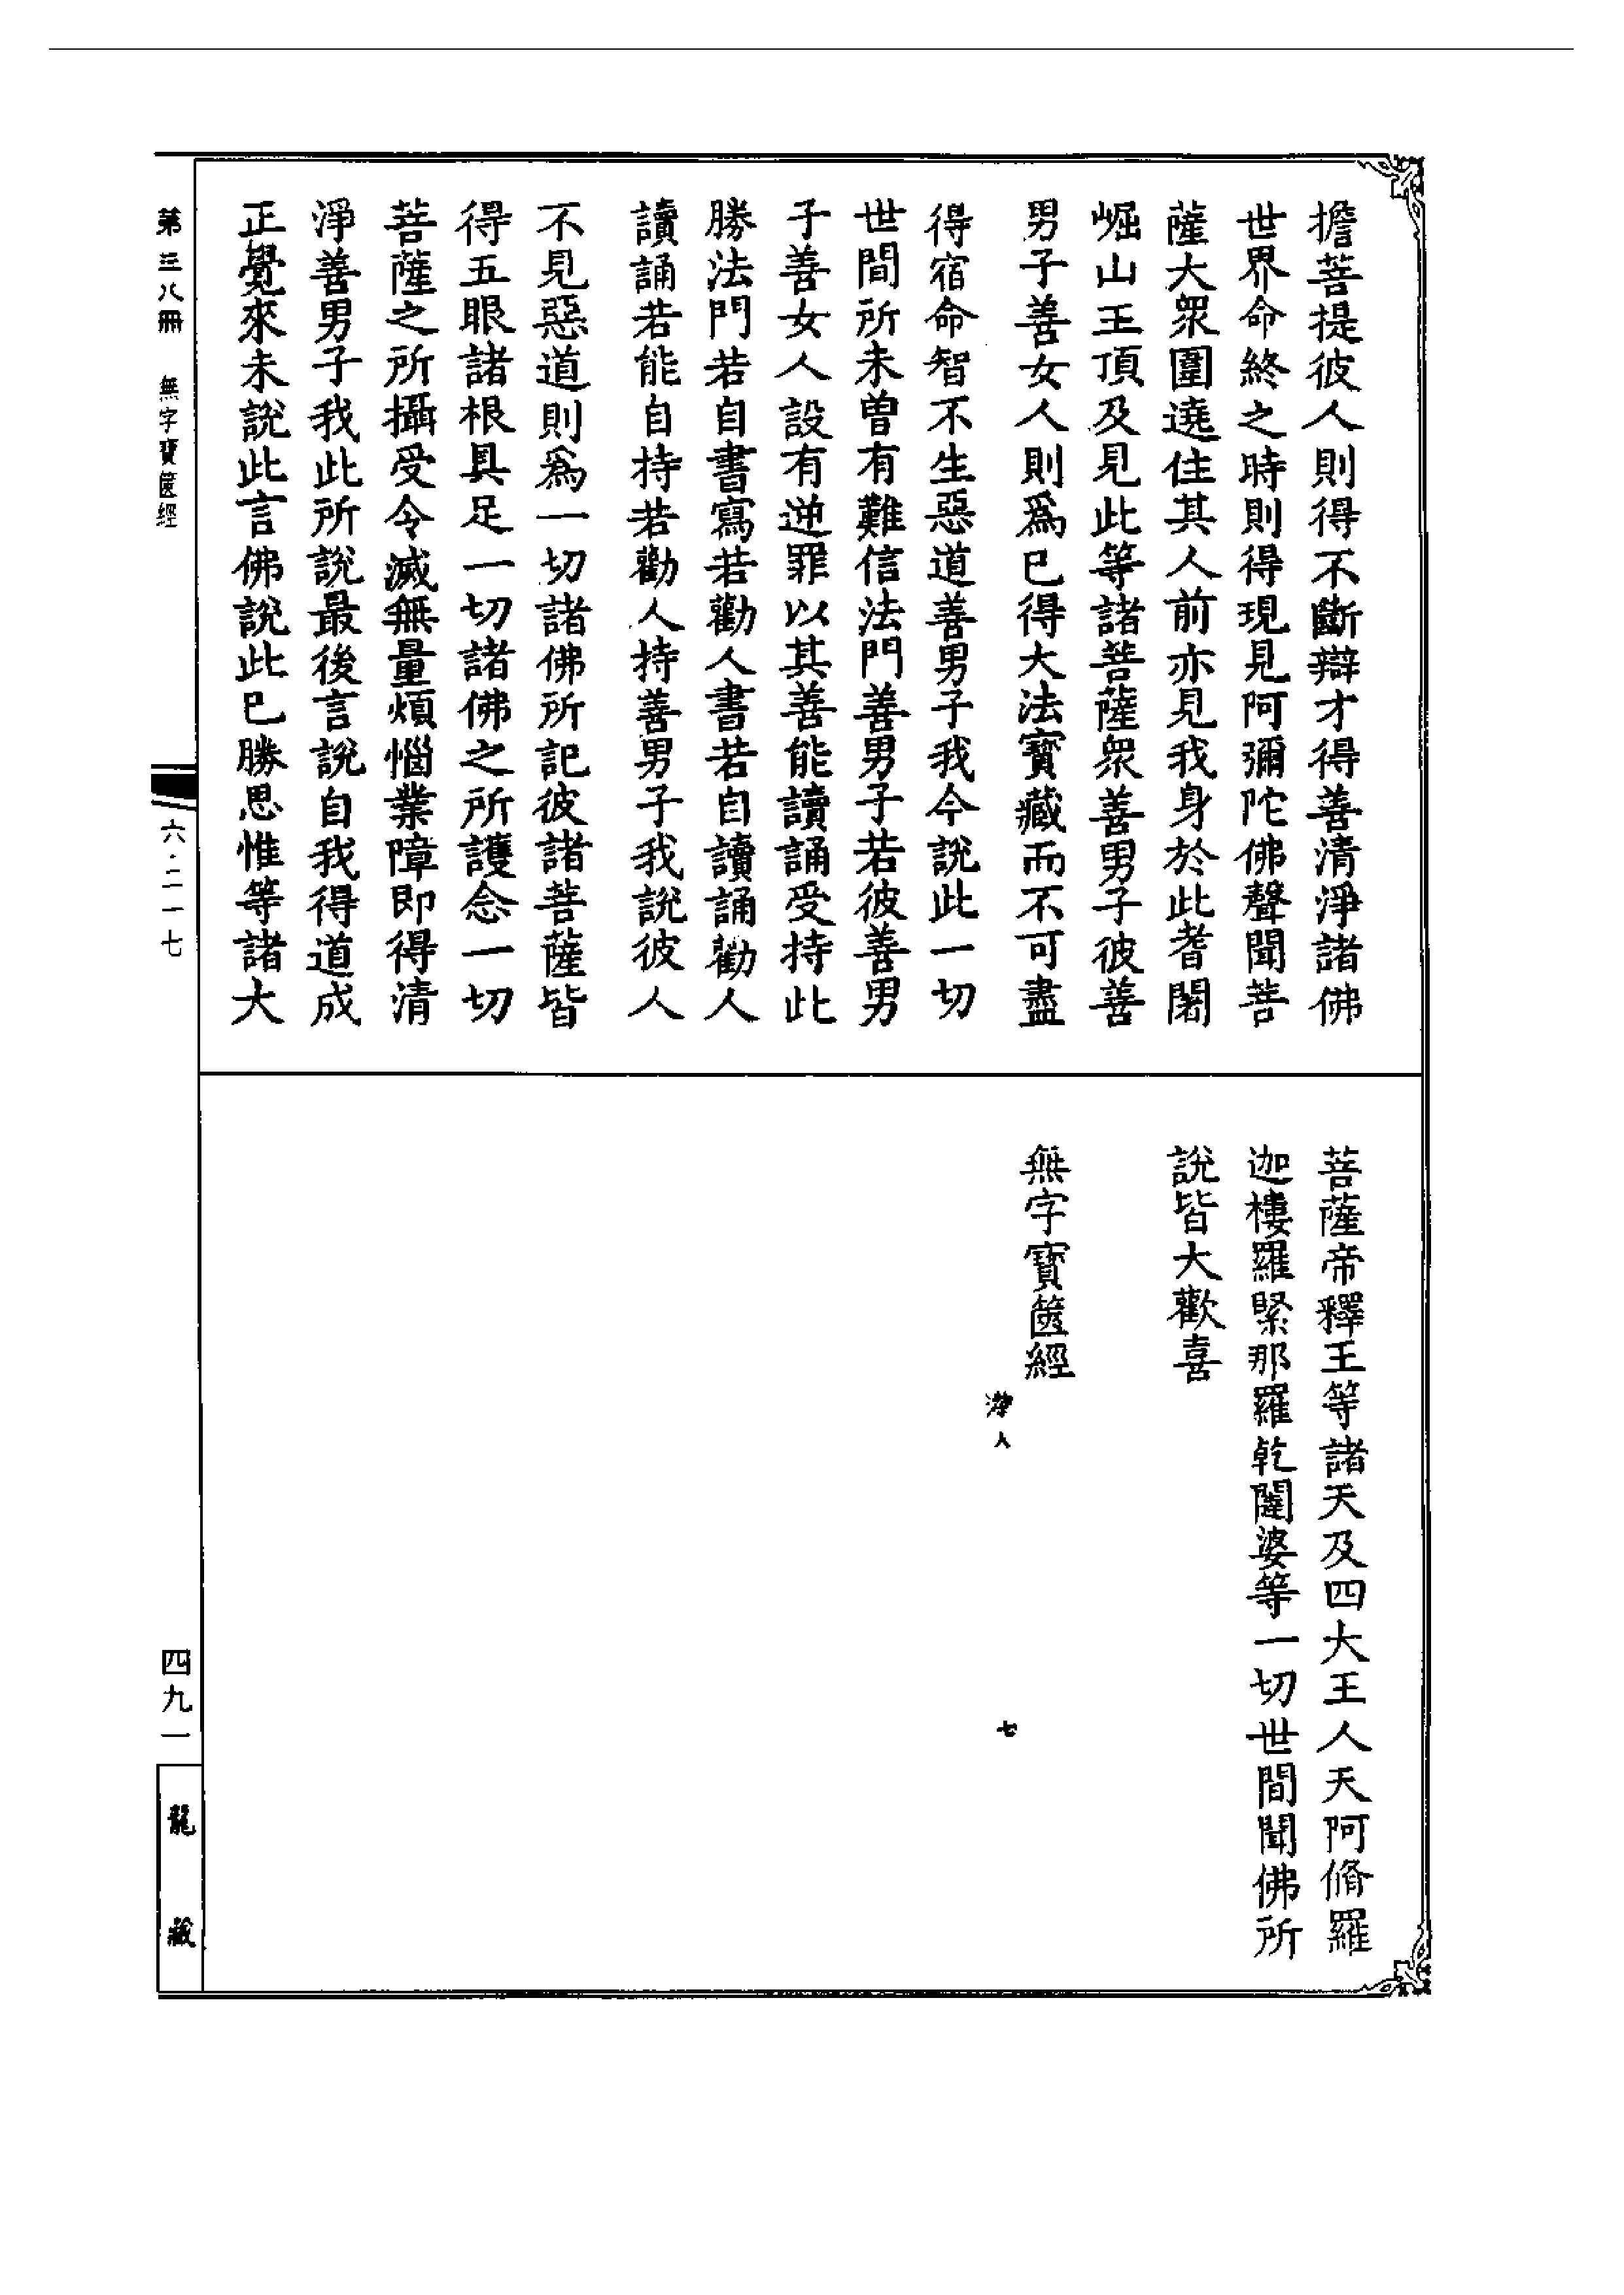 擔菩提彼人則得不斷辯才得善清淨諸佛
世界命終之時則得現見阿彌陀佛聲聞菩
薩大衆圍遶住其人前亦見我身於此耆闍
崛山王頂及見此等諸菩薩衆善男子彼善
男子善女人則爲已得大法寶藏而不可盡
得宿命智不生惡道善男子我今說此一切
世間所未曾有難信法門善男子若彼善男
子善女人設有逆罪以其善能讀誦受持此
勝法門若自書寫若勸人書若自讀誦勸人
讀誦若能自持若勸人持善男子我說彼人
不見惡道則爲一切諸佛所記彼諸菩薩皆
得五眼諸根具足一切諸佛之所護念一切
菩薩之所攝受令滅無量煩惱業障即得清
淨善男子我此所說最後言說自我得道成
正覺來未說此言佛說此已勝思惟等諸大
菩薩帝釋王等諸天及四大王人天阿脩羅
迦樓羅緊那羅乾闥婆等一切世間聞佛所
說皆大歡喜
無字寶篋經
人 七
第三八冊 無字寶篋經
六·二一七
四九一
龍藏